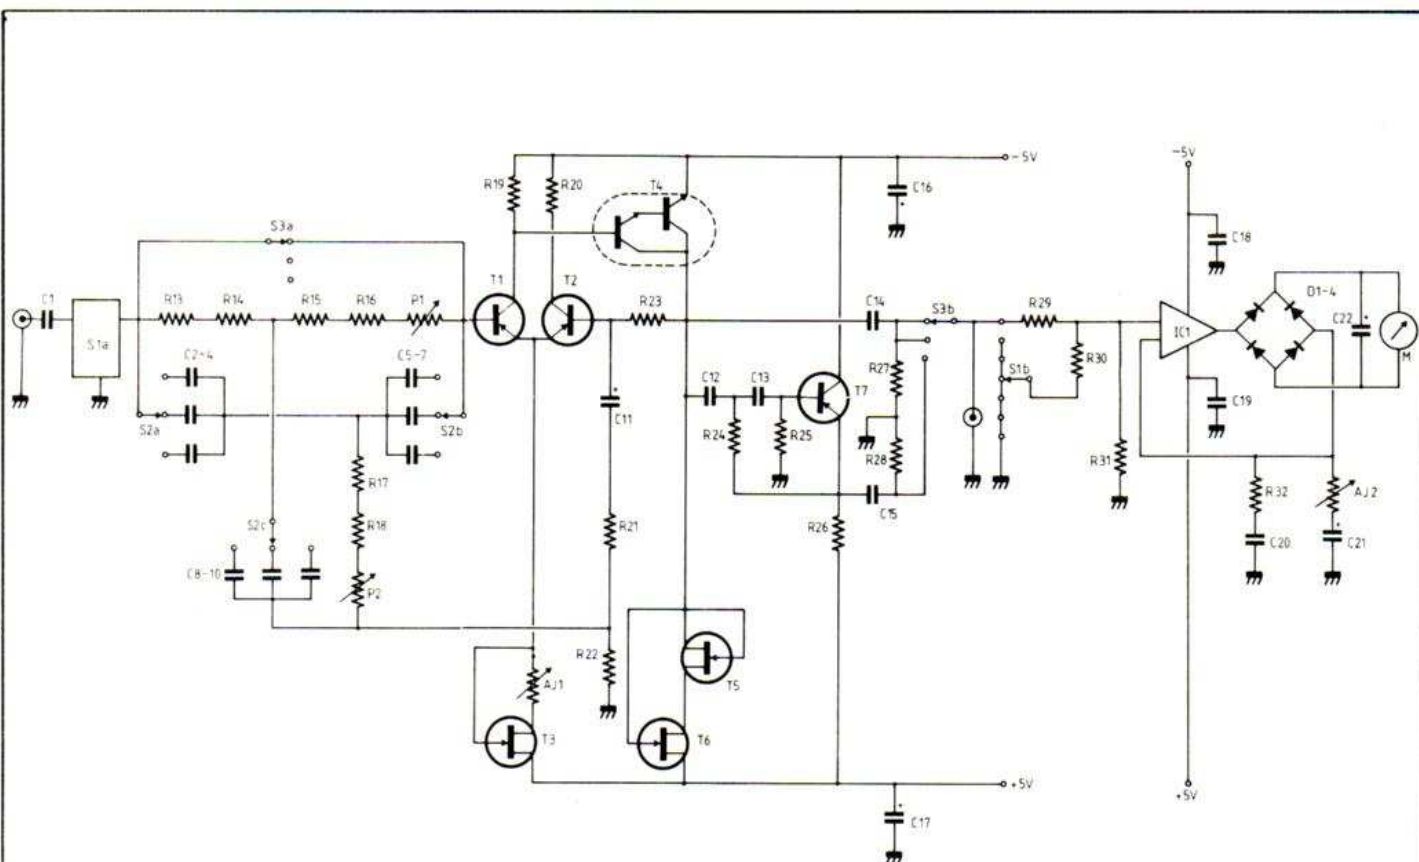 -5V
-5V
R19
R20
T4
C16
C18
S3a
C1
R13
R14
R15
R16
P1
T1
T2
R23
C14
S3b
R29
IC1
D1-4
C22
M
S1a
C2-4
C5-7
C12
C13
T7
R27
S1b
R30
S2a
S2b
C11
R24
R25
R28
C19
R17
R31
R18
S2c
R21
R26
C15
R32
AJ2
C20
C21
C8-10
P2
R22
AJ1
T5
T3
T6
+5V
+5V
C17